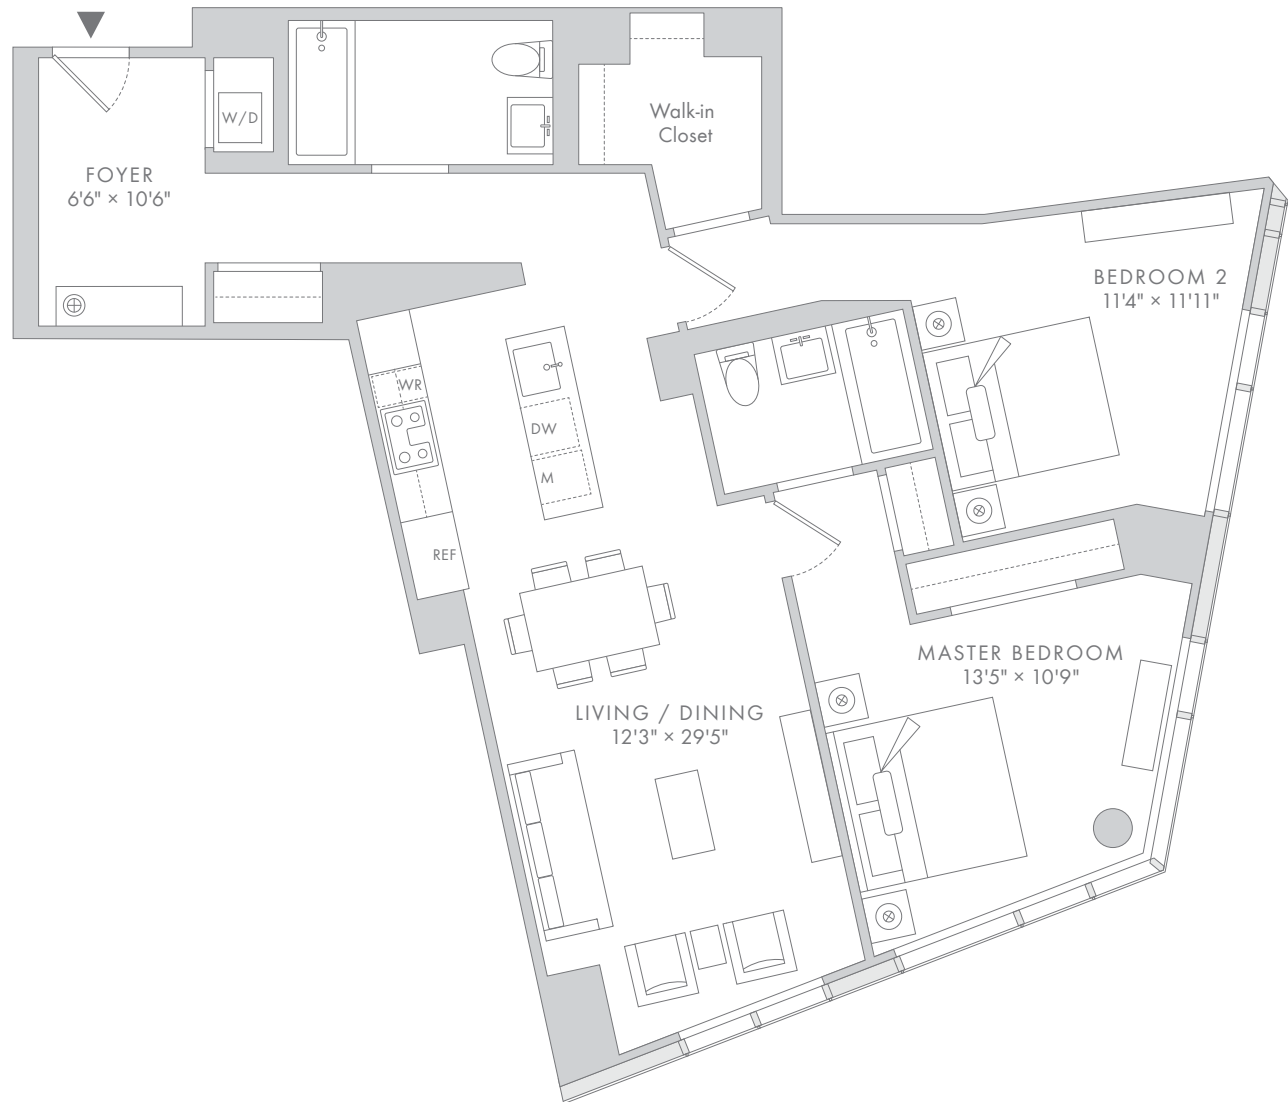 W/D
Walk-in
Closet
FOYER
6'6" × 10'6"
BEDROOM 2
11'4" × 11'11"
WR
DW
M
REF
MASTER BEDROOM
13'5" × 10'9"
LIVING / DINING
12'3" × 29'5"